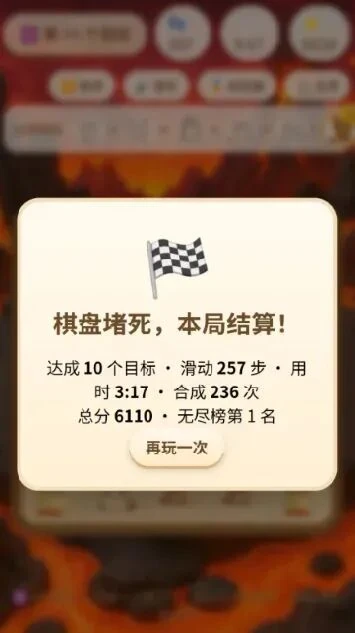 棋盘堵死，本局结算！
达成 10 个目标 · 滑动 257 步 · 用
时 3:17 · 合成 236 次
总分 6110 · 无尽榜第 1 名
再玩一次